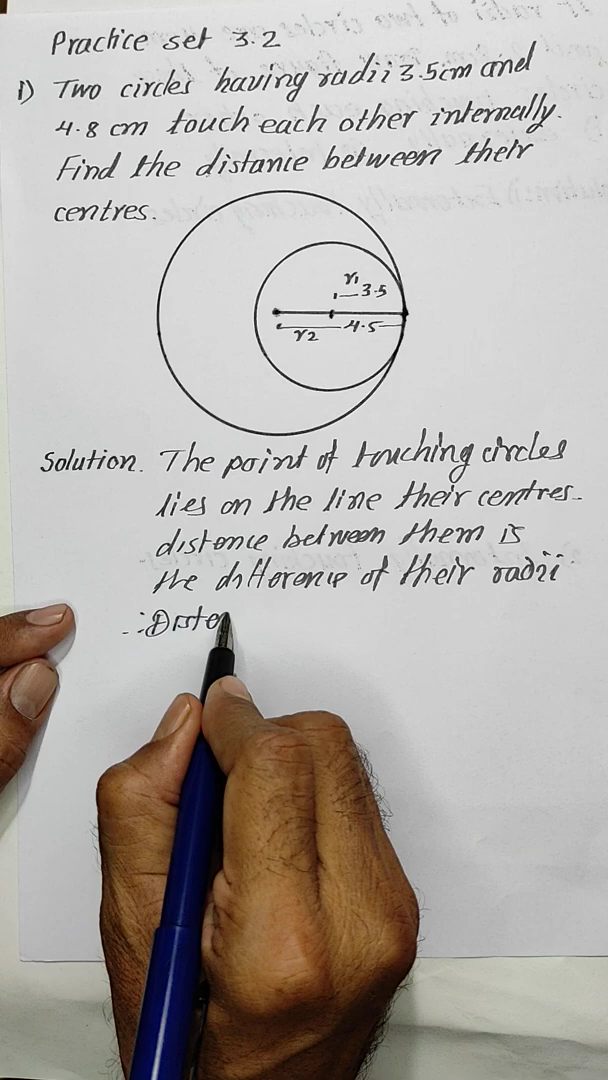 Practice set 3.2
1) Two circles having radii 3.5cm and
4.8 cm touch each other internally.
Find the distance between their
centres.
r1
3.5
4.5
r2
Solution. The point of touching circles
lies on the line their centres.
distance between them is
the difference of their radii
∴ Diste